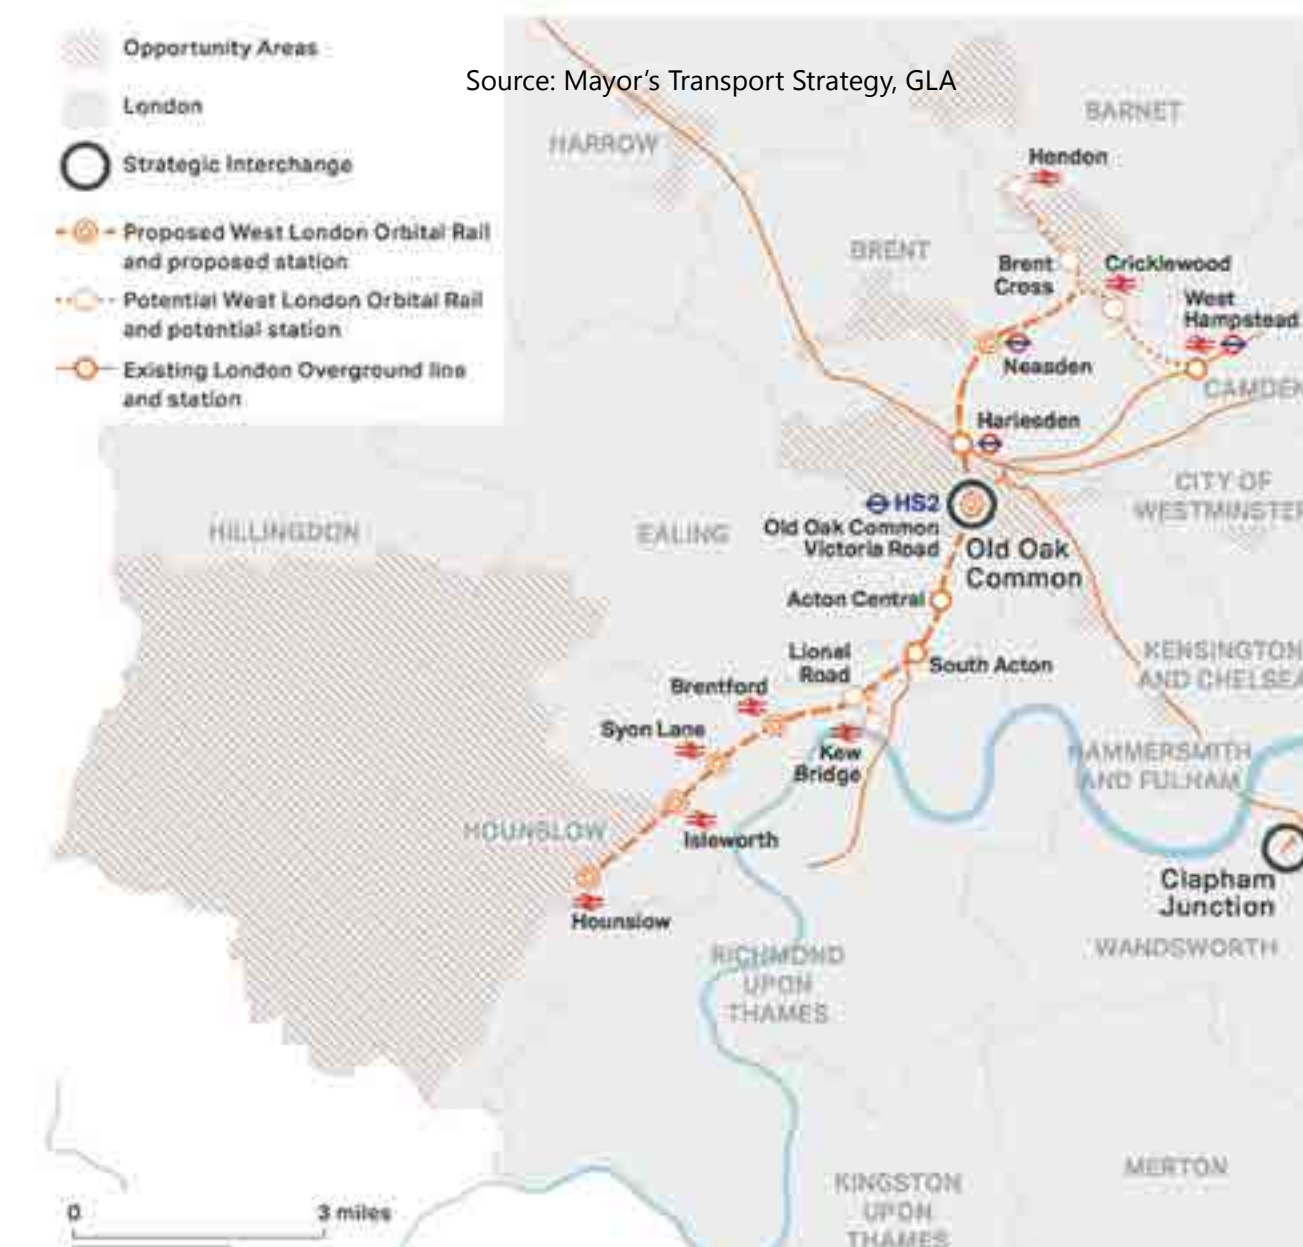 Opportunity Areas
London
Strategic Interchange
Proposed West London Orbital Rail
and proposed station
Potential West London Orbital Rail
and potential station
Existing London Overground line
and station
Source: Mayor’s Transport Strategy, GLA
BARNET
HARROW
Hendon
BRENT
Brent
Cross
Cricklewood
West
Hampstead
Neasden
CAMDEN
Harlesden
CITY OF
WESTMINSTER
HS2
Old Oak Common
Victoria Road
Old Oak
Common
HILLINGDON
EALING
Acton Central
Lionel
Road
South Acton
KENSINGTON
AND CHELSEA
Brentford
Syon Lane
Kew
Bridge
HAMMERSMITH
AND FULHAM
HOUNSLOW
Isleworth
Clapham
Junction
Hounslow
WANDSWORTH
RICHMOND
UPON
THAMES
MERTON
KINGSTON
UPON
THAMES
0 3 miles